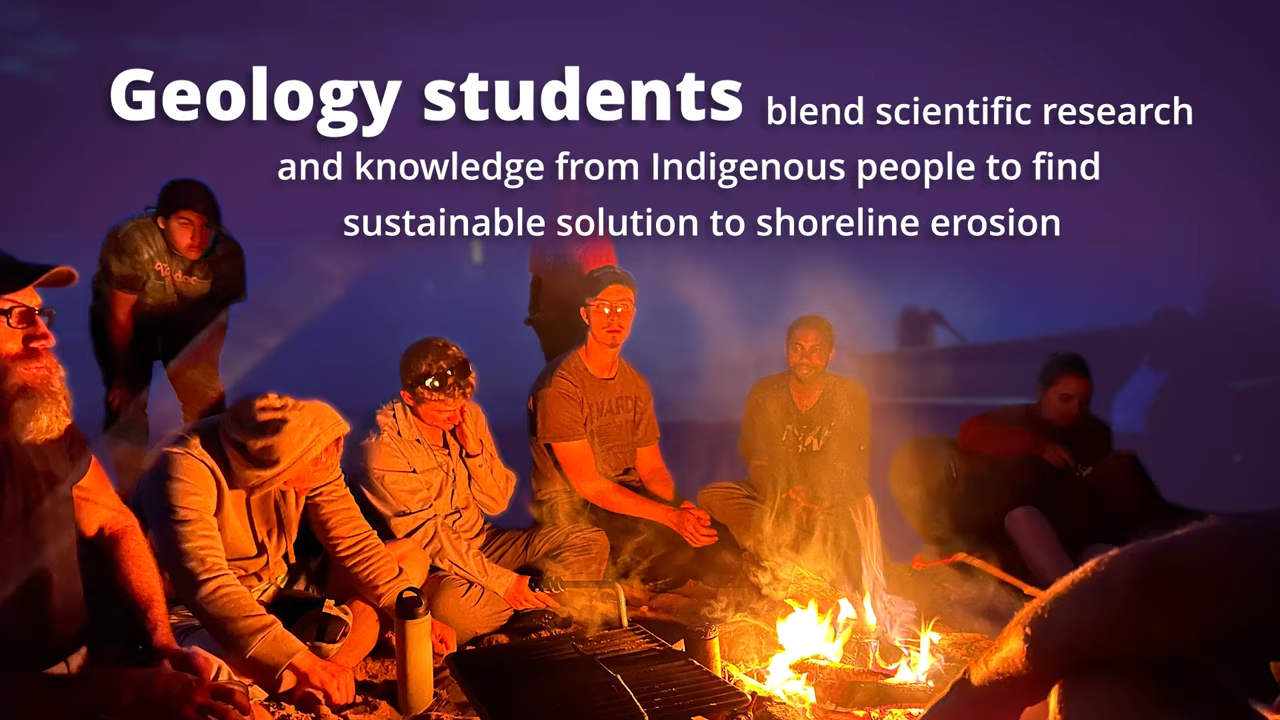 Geology students blend scientific research
and knowledge from Indigenous people to find
sustainable solution to shoreline erosion